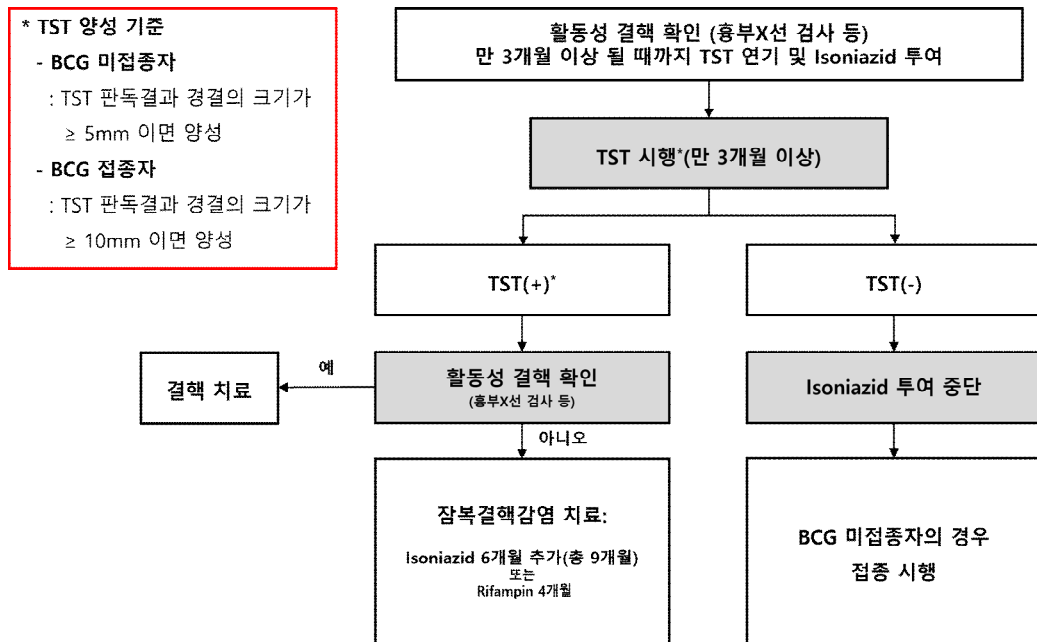 * TST 양성 기준
- BCG 미접종자
: TST 판독결과 경결의 크기가
≥ 5mm 이면 양성
- BCG 접종자
: TST 판독결과 경결의 크기가
≥ 10mm 이면 양성
활동성 결핵 확인 (흉부X선 검사 등)
만 3개월 이상 될 때까지 TST 연기 및 Isoniazid 투여
TST 시행*(만 3개월 이상)
TST(+)*
TST(-)
결핵 치료
예
활동성 결핵 확인
(흉부X선 검사 등)
Isoniazid 투여 중단
아니오
잠복결핵감염 치료:
Isoniazid 6개월 추가(총 9개월)
또는
Rifampin 4개월
BCG 미접종자의 경우
접종 시행